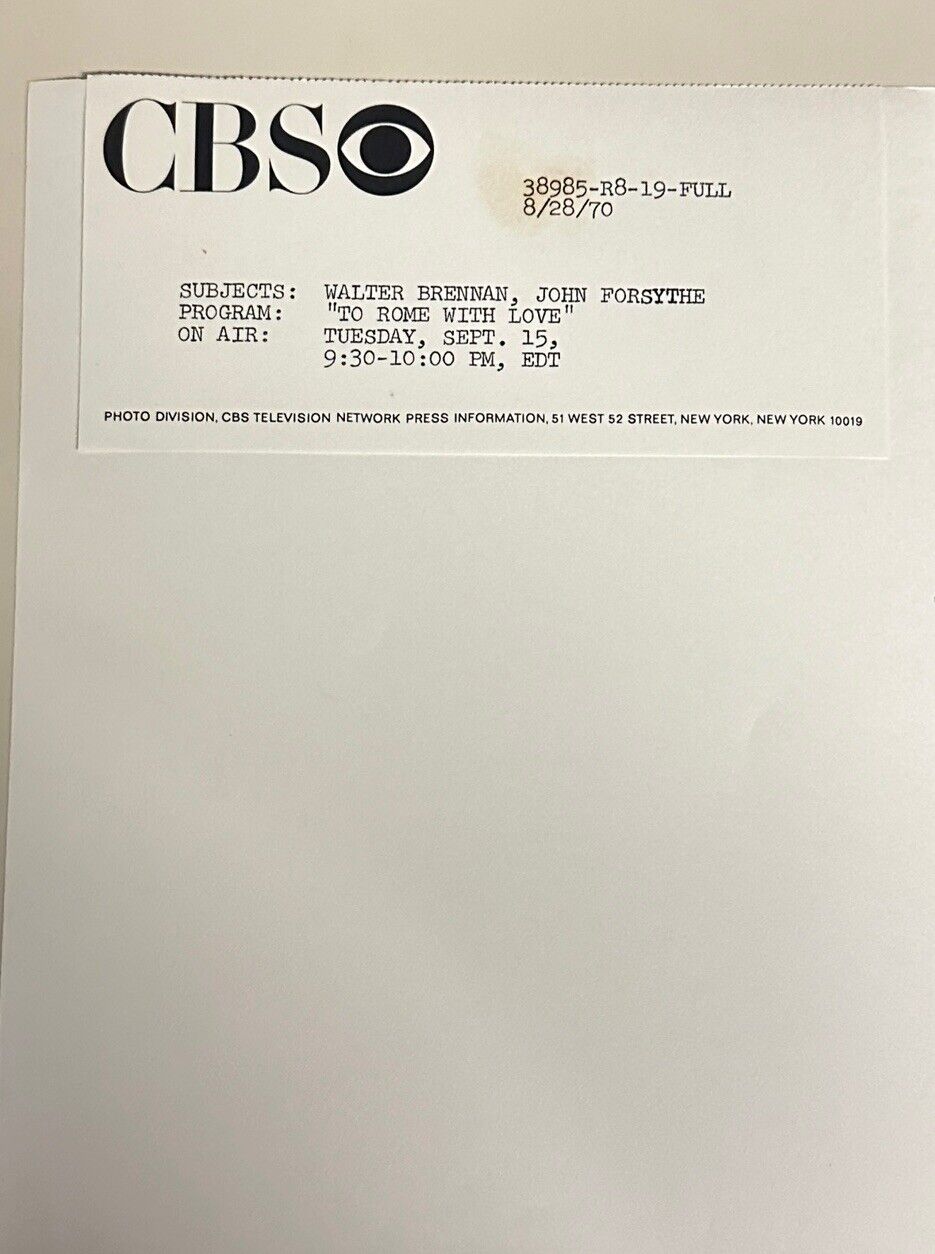 CBS
38985-R8-19-FULL
8/28/70
SUBJECTS: WALTER BRENNAN, JOHN FORSYTHE
PROGRAM: "TO ROME WITH LOVE"
ON AIR: TUESDAY, SEPT. 15,
9:30-10:00 PM, EDT
PHOTO DIVISION, CBS TELEVISION NETWORK PRESS INFORMATION, 51 WEST 52 STREET, NEW YORK, NEW YORK 10019